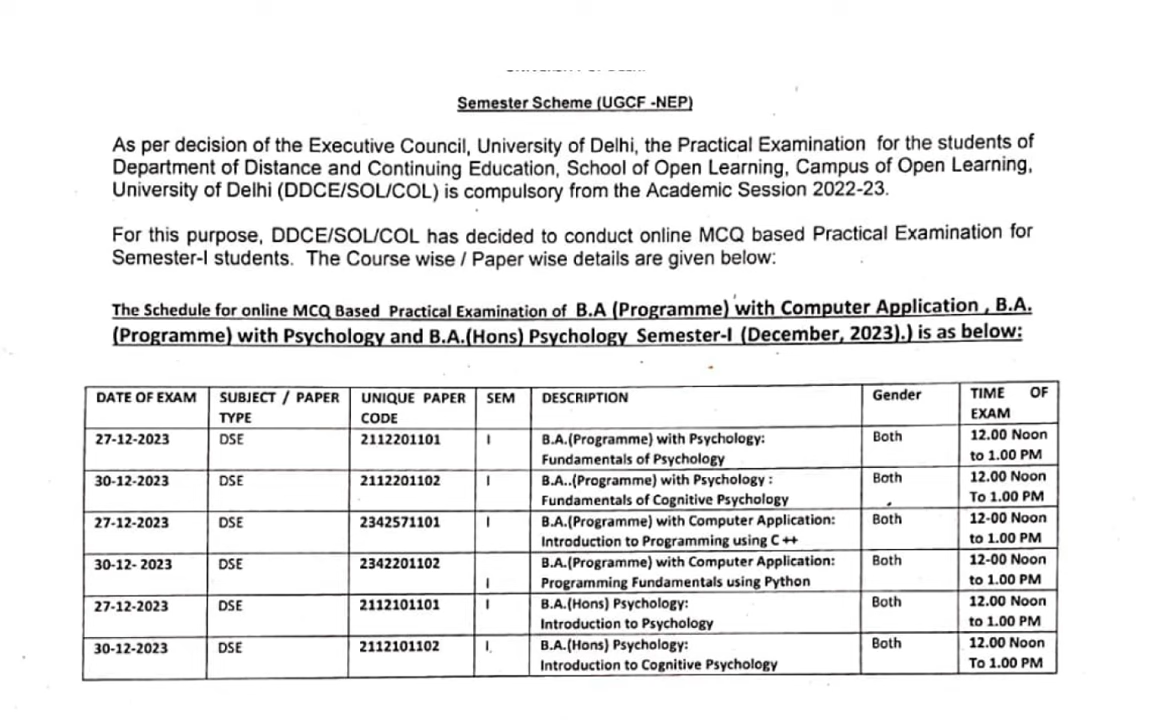 Semester Scheme (UGCF -NEP)
As per decision of the Executive Council, University of Delhi, the Practical Examination for the students of
Department of Distance and Continuing Education, School of Open Learning, Campus of Open Learning,
University of Delhi (DDCE/SOL/COL) is compulsory from the Academic Session 2022-23.
For this purpose, DDCE/SOL/COL has decided to conduct online MCQ based Practical Examination for
Semester-I students. The Course wise / Paper wise details are given below:
The Schedule for online MCQ Based Practical Examination of B.A (Programme) with Computer Application , B.A.
(Programme) with Psychology and B.A.(Hons) Psychology Semester-I (December, 2023).) is as below:
DATE OF EXAM SUBJECT / PAPER UNIQUE PAPER SEM DESCRIPTION Gender TIME OF
TYPE CODE EXAM
27-12-2023 DSE 2112201101 I B.A.(Programme) with Psychology: Both 12.00 Noon
Fundamentals of Psychology to 1.00 PM
30-12-2023 DSE 2112201102 I B.A..(Programme) with Psychology : Both 12.00 Noon
Fundamentals of Cognitive Psychology To 1.00 PM
27-12-2023 DSE 2342571101 I B.A.(Programme) with Computer Application: Both 12-00 Noon
Introduction to Programming using C ++ to 1.00 PM
30-12- 2023 DSE 2342201102 B.A.(Programme) with Computer Application: Both 12-00 Noon
I Programming Fundamentals using Python to 1.00 PM
27-12-2023 DSE 2112101101 I B.A.(Hons) Psychology: Both 12.00 Noon
Introduction to Psychology to 1.00 PM
30-12-2023 DSE 2112101102 I. B.A.(Hons) Psychology: Both 12.00 Noon
Introduction to Cognitive Psychology To 1.00 PM